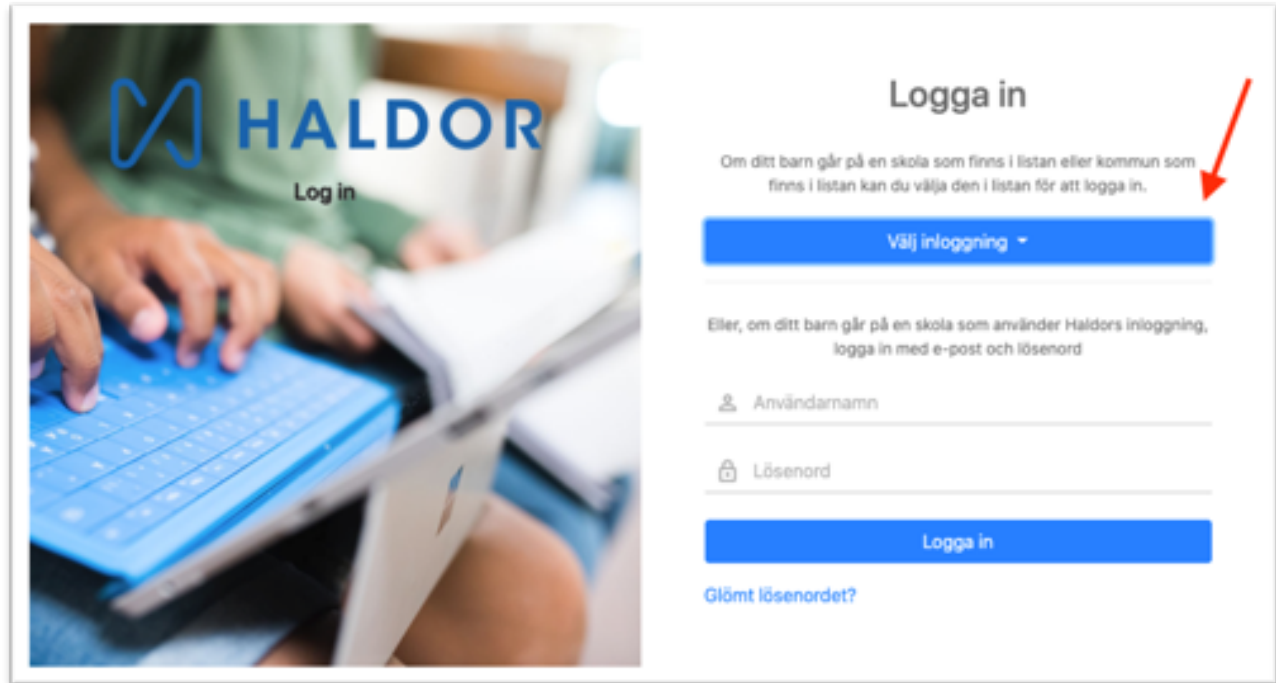 HALDOR
Log in
Logga in
Om ditt barn går på en skola som finns i listan eller kommun som
finns i listan kan du välja den i listan för att logga in.
Välj inloggning
Eller, om ditt barn går på en skola som använder Haldors inloggning,
logga in med e-post och lösenord
Användarnamn
Lösenord
Logga in
Glömt lösenordet?